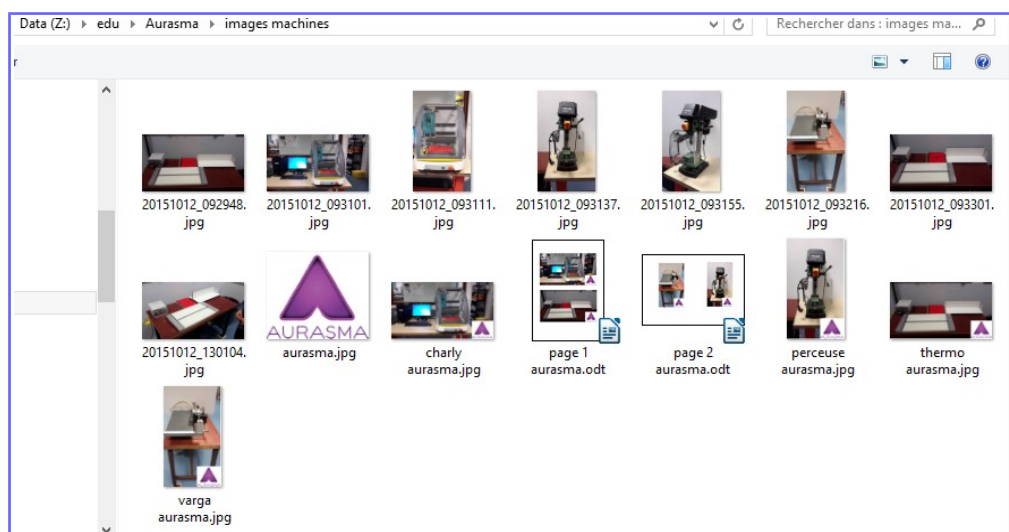 Data (Z:) ▸ edu ▸ Aurasma ▸ images machines
Rechercher dans : images ma...
r
20151012_092948.
jpg
20151012_093101.
jpg
20151012_093111.
jpg
20151012_093137.
jpg
20151012_093155.
jpg
20151012_093216.
jpg
20151012_093301.
jpg
AURASMA
20151012_130104.
jpg
aurasma.jpg
charly
aurasma.jpg
page 1
aurasma.odt
page 2
aurasma.odt
perceuse
aurasma.jpg
thermo
aurasma.jpg
varga
aurasma.jpg